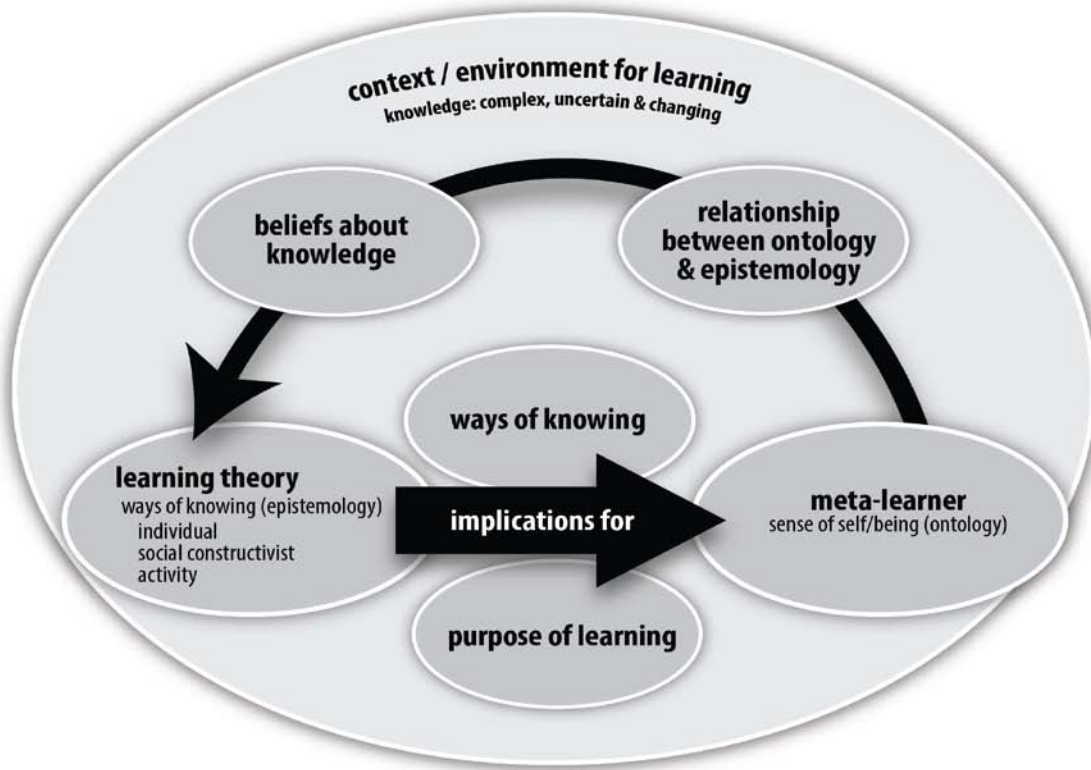 context / environment for learning
knowledge: complex, uncertain & changing
beliefs about
knowledge
relationship
between ontology
& epistemology
ways of knowing
learning theory
ways of knowing (epistemology)
individual
social constructivist
activity
implications for
meta-learner
sense of self/being (ontology)
purpose of learning